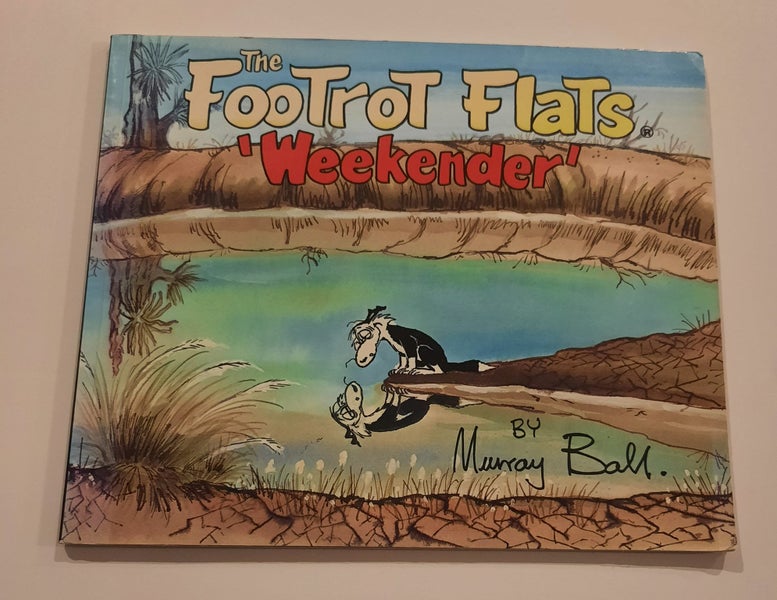 The
FooTroT FlaTs®
'Weekender'
BY
Murray Ball.